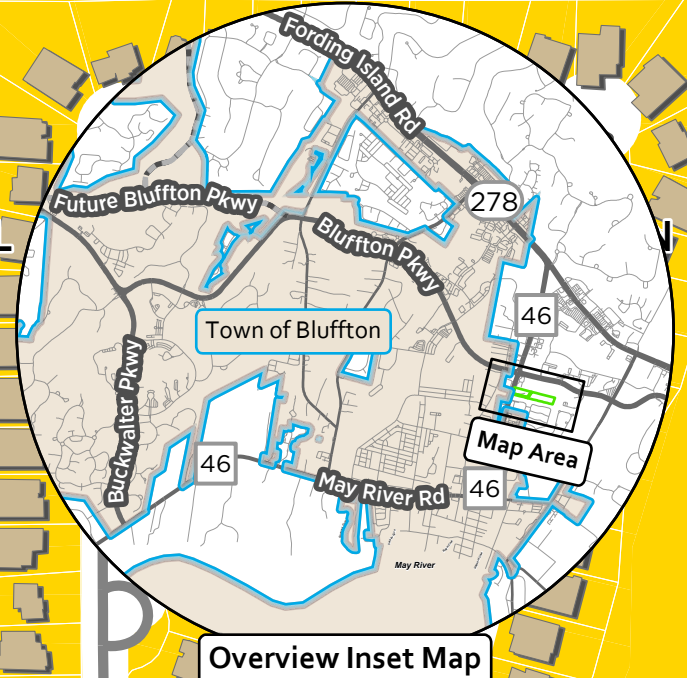 Fording Island Rd
278
Future Bluffton Pkwy
Bluffton Pkwy
L
N
46
Town of Bluffton
Buckwalter Pkwy
Map Area
46
May River Rd
46
May River
Overview Inset Map